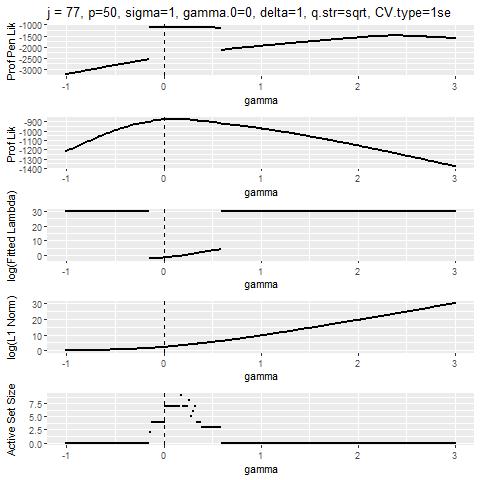 j = 77, p=50, sigma=1, gamma.0=0, delta=1, q.str=sqrt, CV.type=1se
Prof Pen Lik
-1000
-1500
-2000
-2500
-3000
-1 0 1 2 3
gamma
Prof Lik
-900
-1000
-1100
-1200
-1300
-1400
-1 0 1 2 3
gamma
log(Fitted Lambda)
30
20
10
0
-1 0 1 2 3
gamma
log(L1 Norm)
30
20
10
0
-1 0 1 2 3
gamma
Active Set Size
7.5
5.0
2.5
0.0
-1 0 1 2 3
gamma